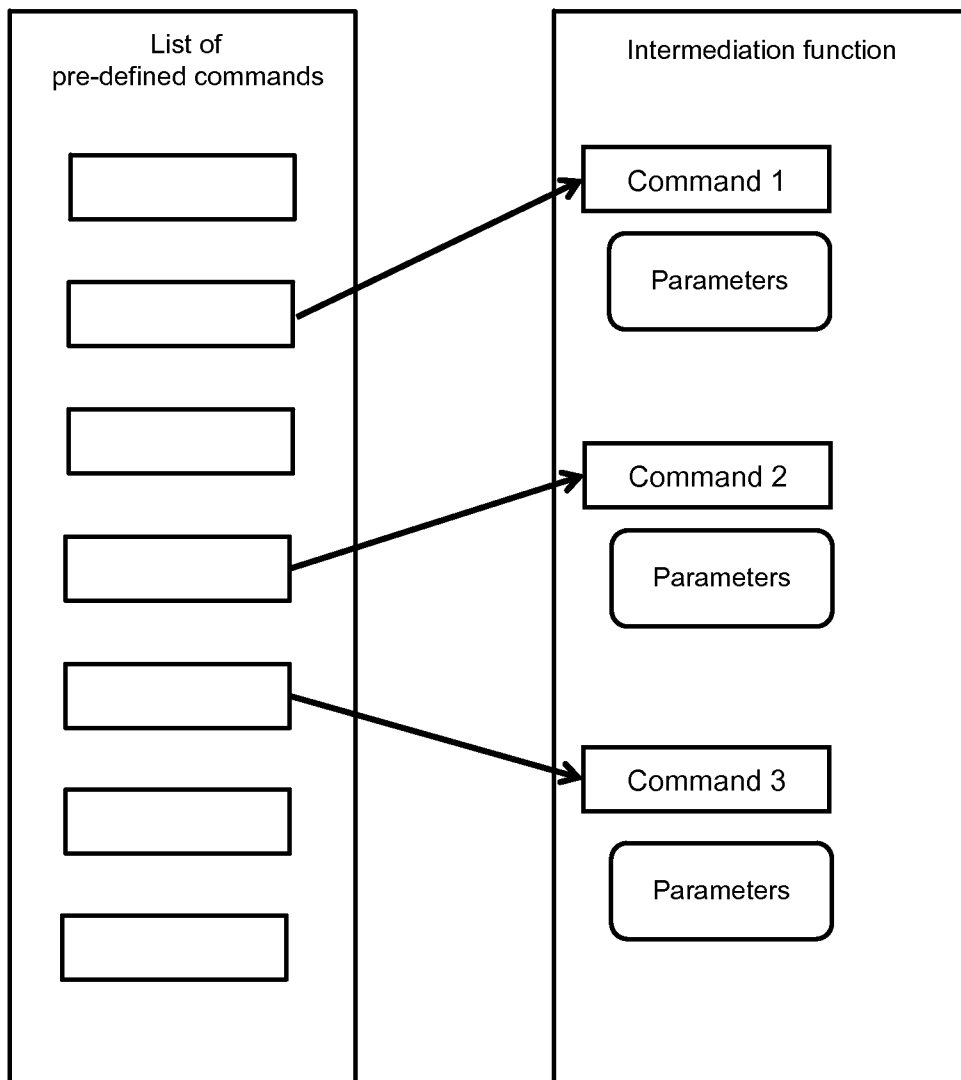 List of
pre-defined commands
Intermediation function
Command 1
Parameters
Command 2
Parameters
Command 3
Parameters